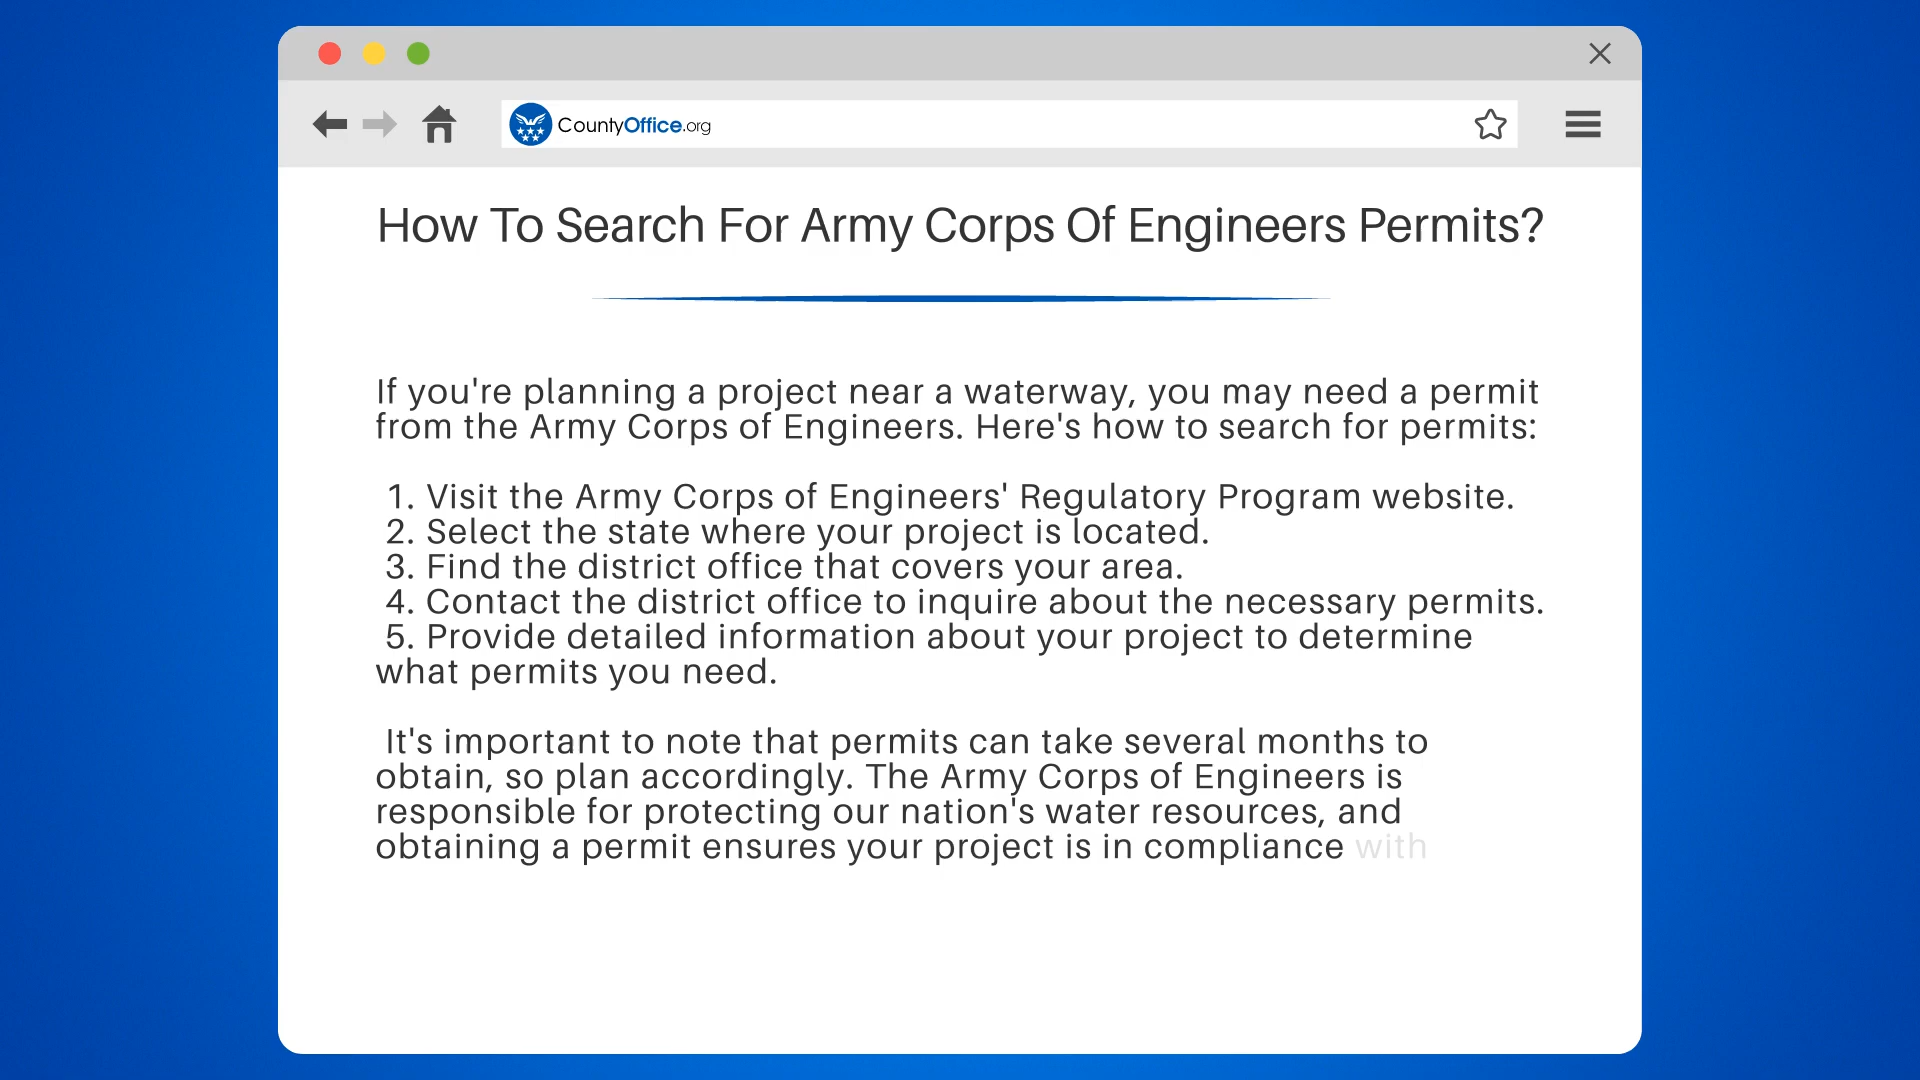 CountyOffice.org
How To Search For Army Corps Of Engineers Permits?
If you're planning a project near a waterway, you may need a permit
from the Army Corps of Engineers. Here's how to search for permits:
1. Visit the Army Corps of Engineers' Regulatory Program website.
2. Select the state where your project is located.
3. Find the district office that covers your area.
4. Contact the district office to inquire about the necessary permits.
5. Provide detailed information about your project to determine
what permits you need.
It's important to note that permits can take several months to
obtain, so plan accordingly. The Army Corps of Engineers is
responsible for protecting our nation's water resources, and
obtaining a permit ensures your project is in compliance with